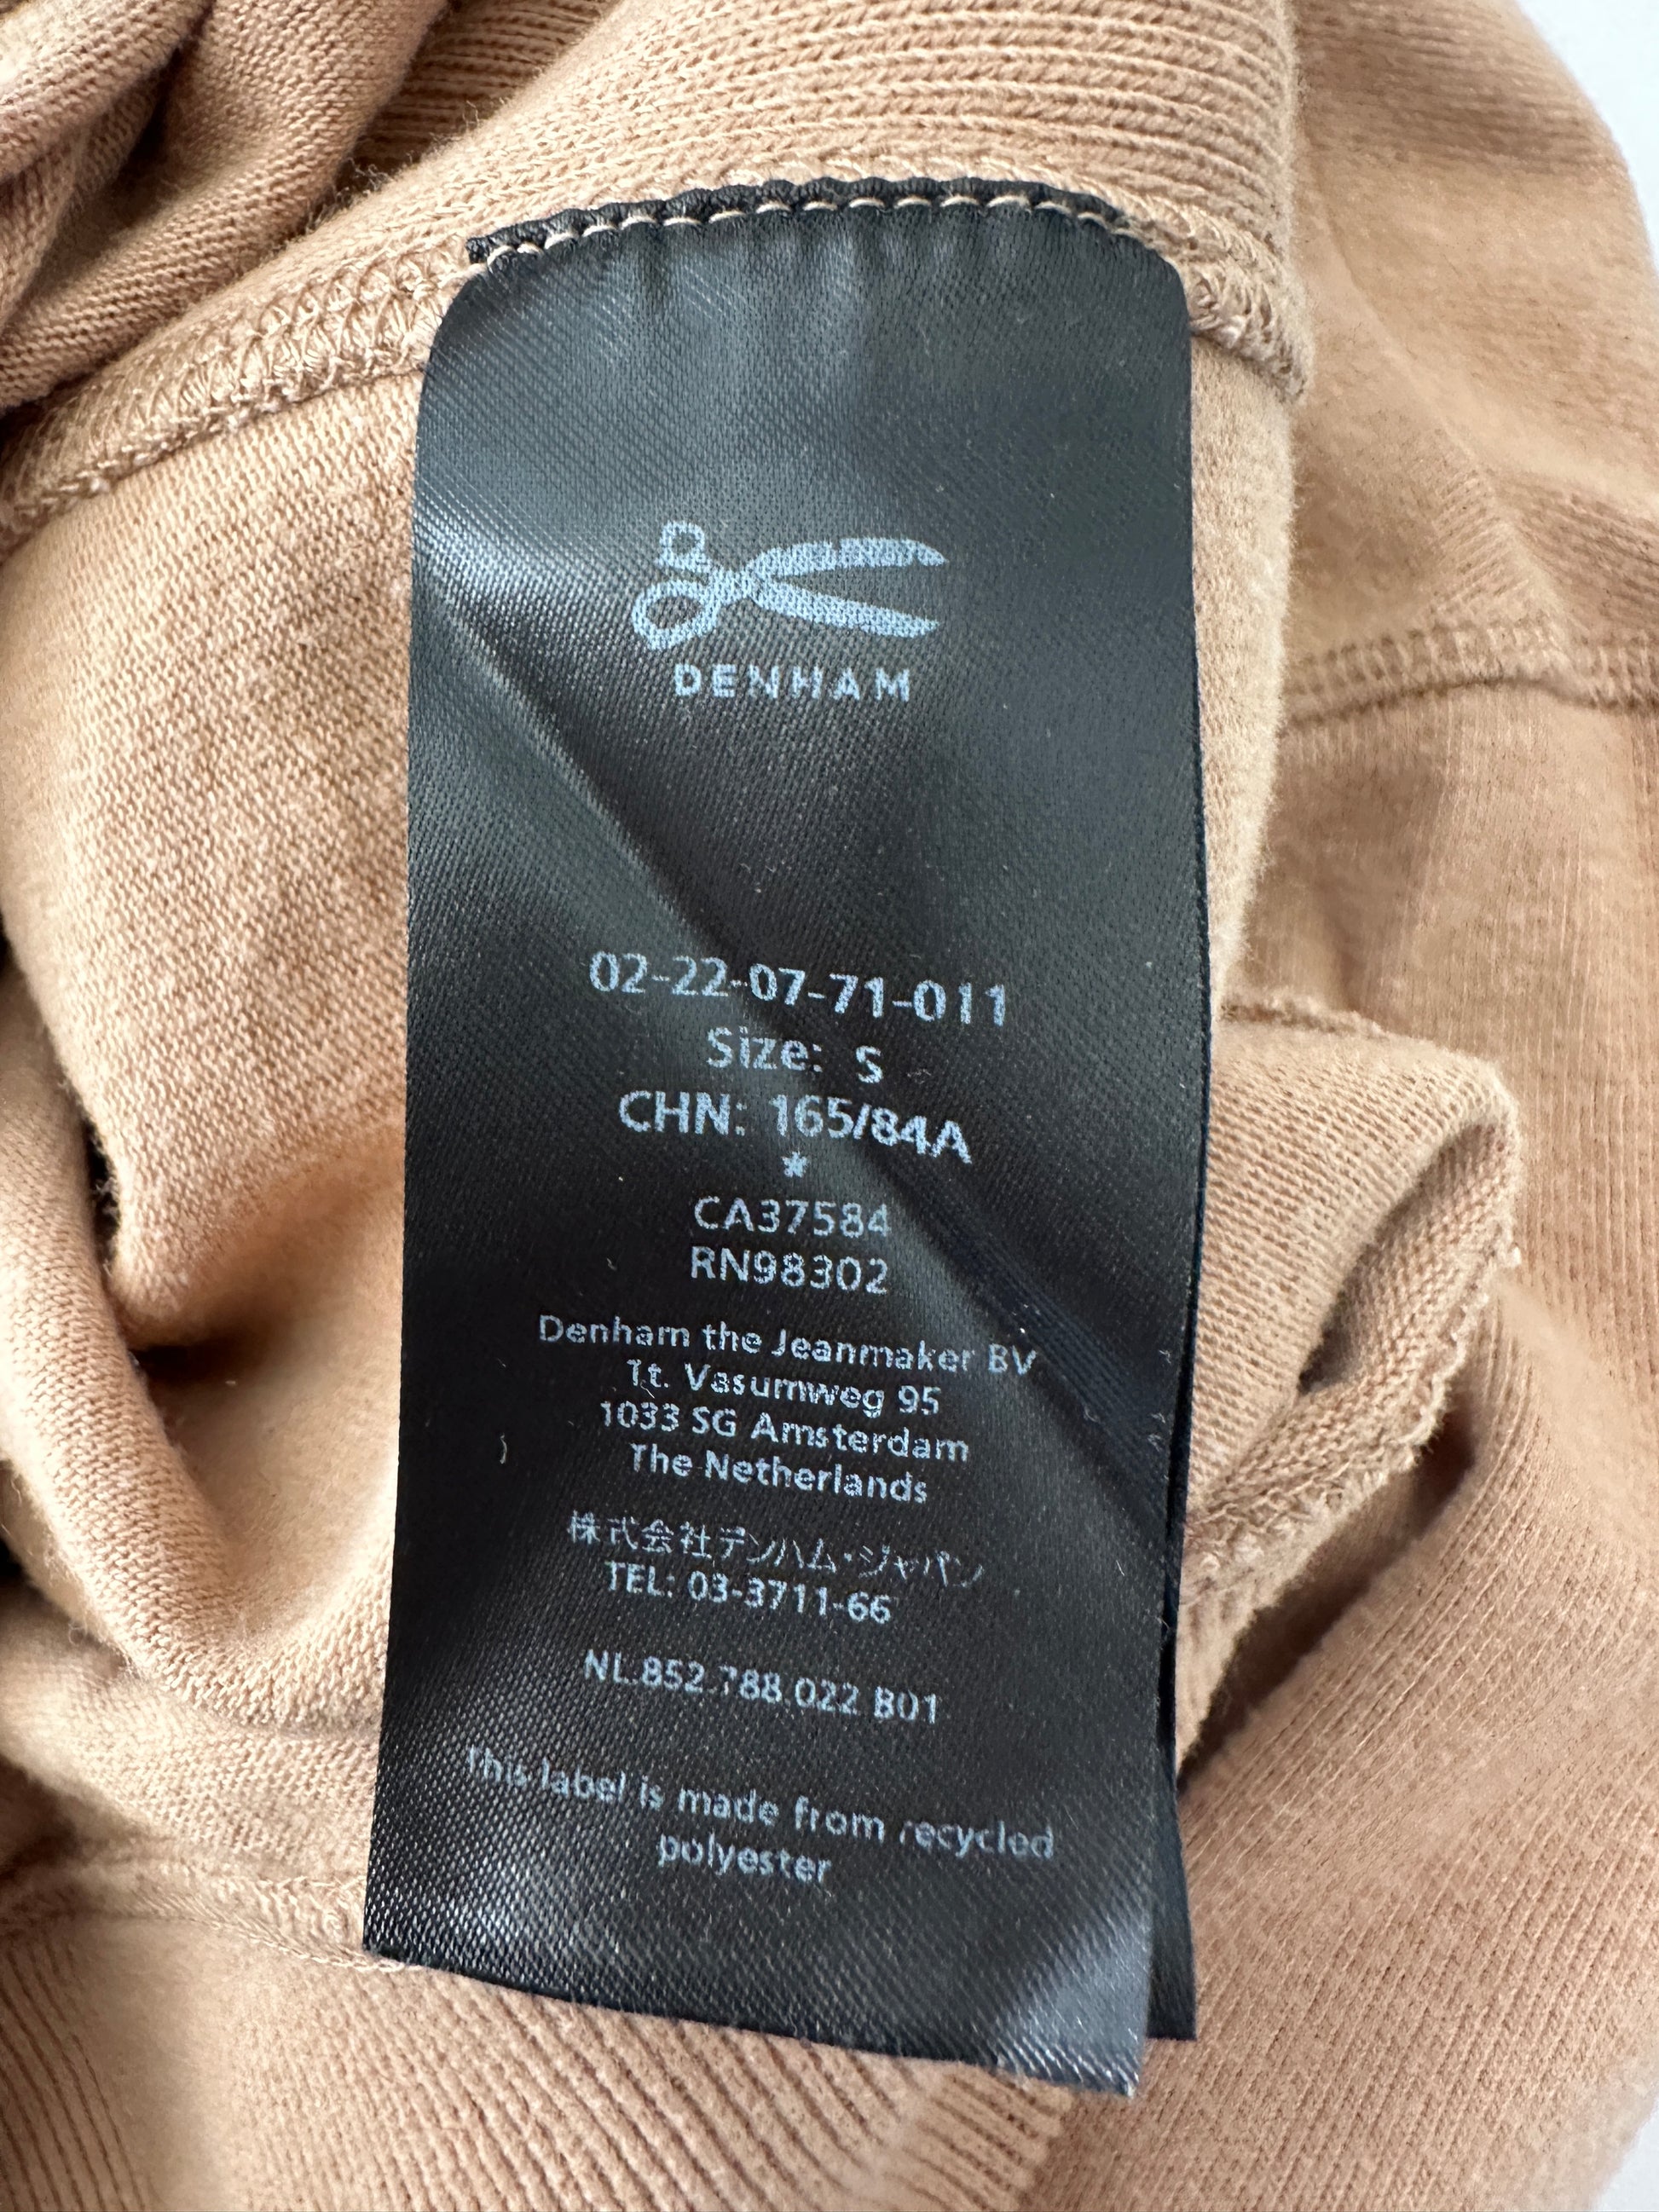 DENHAM
02-22-07-71-011
Size: S
CHN: 165/84A
*
CA37584
RN98302
Denham the Jeanmaker BV
Tt. Vasumweg 95
1033 SG Amsterdam
The Netherlands
株式会社デンハム・ジャパン
TEL: 03-3711-66
NL.852.788.022 B01
This label is made from recycled
polyester